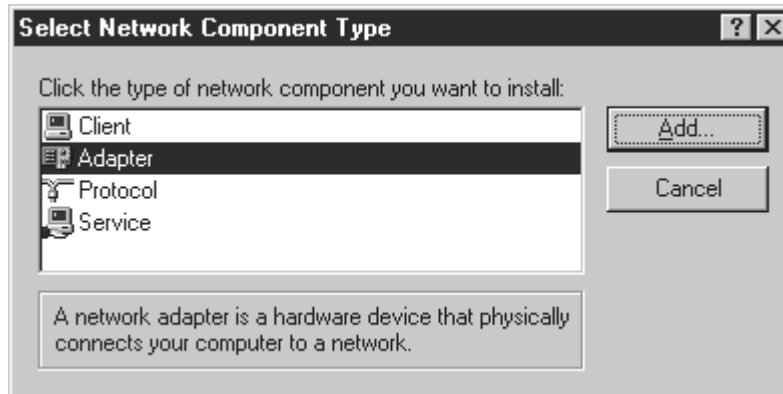 Select Network Component Type
Click the type of network component you want to install:
Client
Adapter
Protocol
Service
Add...
Cancel
A network adapter is a hardware device that physically
connects your computer to a network.